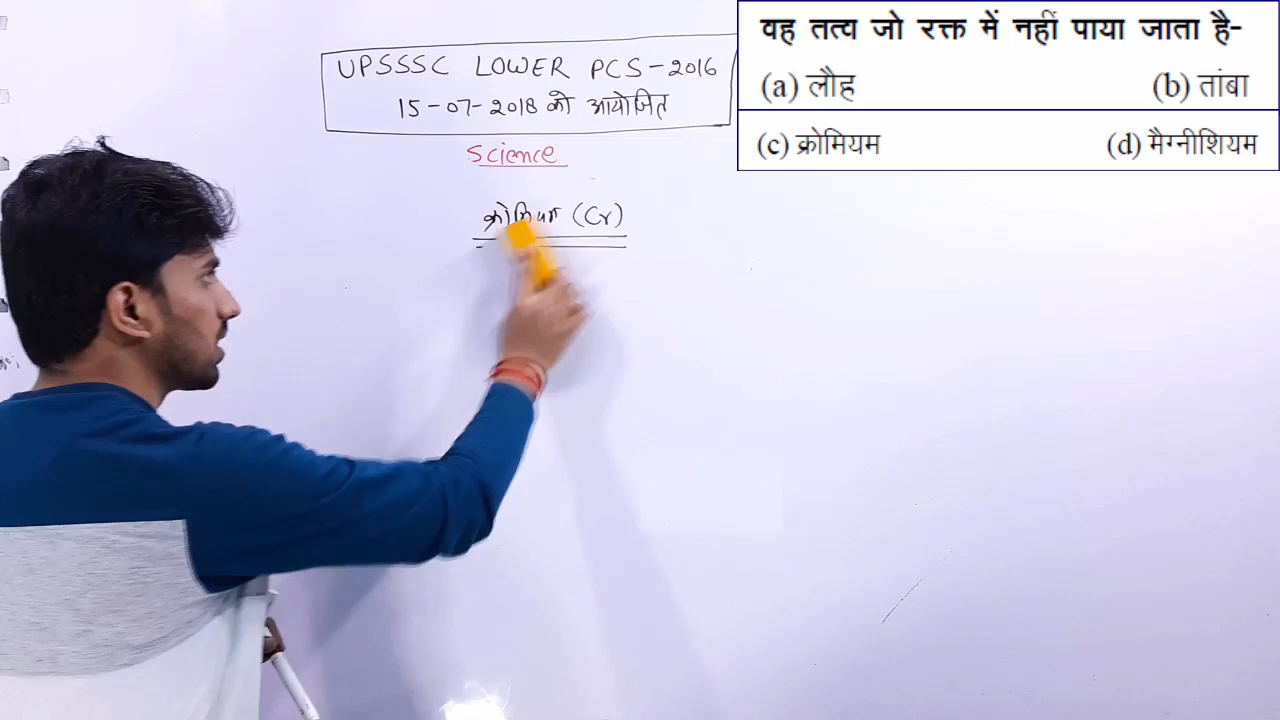 UPSSSC LOWER PCS-2016
15-07-2018 को आयोजित
Science
क्रोमियम (Cr)
वह तत्व जो रक्त में नहीं पाया जाता है-
(a) लौह (b) तांबा
(c) क्रोमियम (d) मैग्नीशियम